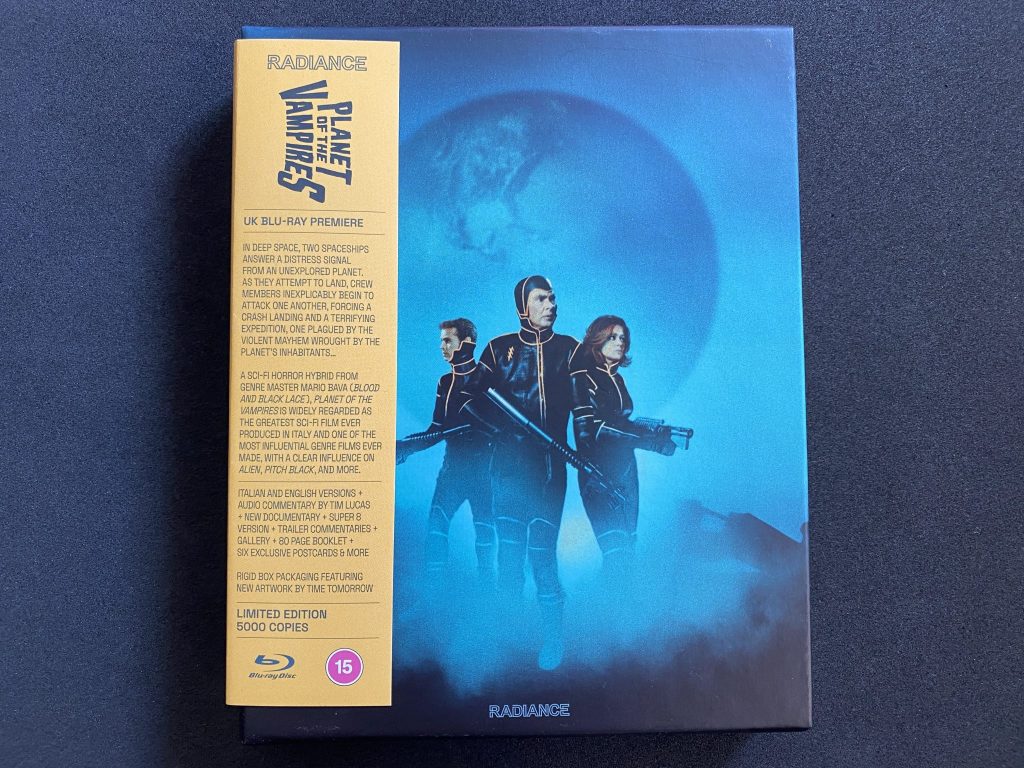 RADIANCE
PLANET
OF THE
VAMPIRES
UK BLU-RAY PREMIERE
IN DEEP SPACE, TWO SPACESHIPS
ANSWER A DISTRESS SIGNAL
FROM AN UNEXPLORED PLANET.
AS THEY ATTEMPT TO LAND, CREW
MEMBERS INEXPLICABLY BEGIN TO
ATTACK ONE ANOTHER, FORCING A
CRASH LANDING AND A TERRIFYING
EXPEDITION, ONE PLAGUED BY THE
VIOLENT MAYHEM WROUGHT BY THE
PLANET'S INHABITANTS...
A SCI-FI HORROR HYBRID FROM
GENRE MASTER MARIO BAVA (BLOOD
AND BLACK LACE), PLANET OF THE
VAMPIRES IS WIDELY REGARDED AS
THE GREATEST SCI-FI FILM EVER
PRODUCED IN ITALY AND ONE OF THE
MOST INFLUENTIAL GENRE FILMS EVER
MADE, WITH A CLEAR INFLUENCE ON
ALIEN, PITCH BLACK, AND MORE.
ITALIAN AND ENGLISH VERSIONS +
AUDIO COMMENTARY BY TIM LUCAS
+ NEW DOCUMENTARY + SUPER 8
VERSION + TRAILER COMMENTARIES +
GALLERY + 80 PAGE BOOKLET +
SIX EXCLUSIVE POSTCARDS & MORE
RIGID BOX PACKAGING FEATURING
NEW ARTWORK BY TIME TOMORROW
LIMITED EDITION
5000 COPIES
Blu-ray Disc
15
RADIANCE